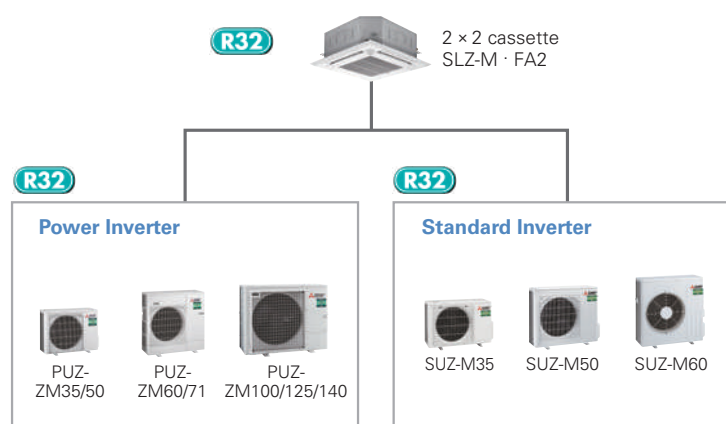 R32
2 × 2 cassette
SLZ-M · FA2
R32
Power Inverter
PUZ-
ZM35/50
PUZ-
ZM60/71
PUZ-
ZM100/125/140
R32
Standard Inverter
SUZ-M35
SUZ-M50
SUZ-M60